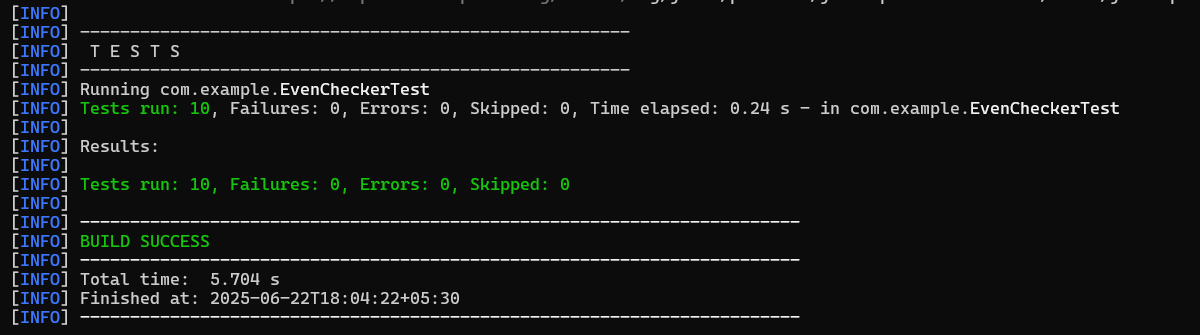 [INFO]
[INFO] -------------------------------------------------------
[INFO]  T E S T S
[INFO] -------------------------------------------------------
[INFO] Running com.example.EvenCheckerTest
[INFO] Tests run: 10, Failures: 0, Errors: 0, Skipped: 0, Time elapsed: 0.24 s - in com.example.EvenCheckerTest
[INFO]
[INFO] Results:
[INFO]
[INFO] Tests run: 10, Failures: 0, Errors: 0, Skipped: 0
[INFO]
[INFO] ------------------------------------------------------------------------
[INFO] BUILD SUCCESS
[INFO] ------------------------------------------------------------------------
[INFO] Total time:  5.704 s
[INFO] Finished at: 2025-06-22T18:04:22+05:30
[INFO] ------------------------------------------------------------------------